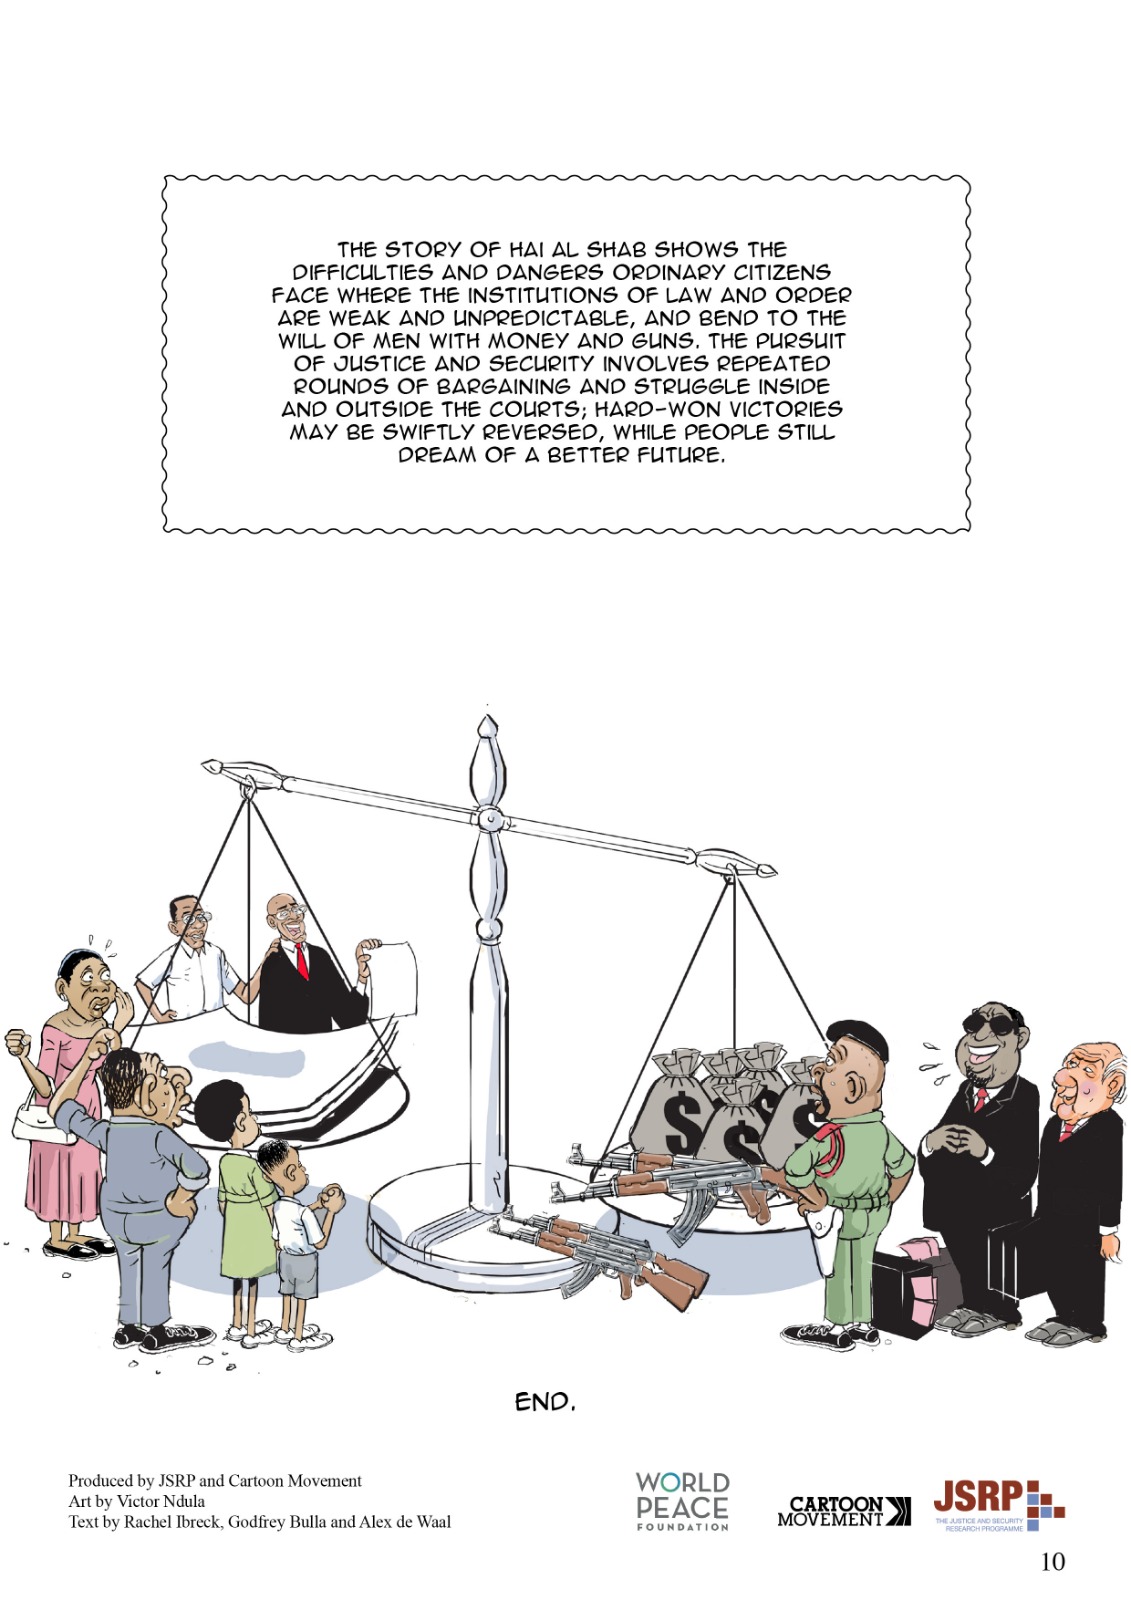 THE STORY OF HAI AL SHAB SHOWS THE
DIFFICULTIES AND DANGERS ORDINARY CITIZENS
FACE WHERE THE INSTITUTIONS OF LAW AND ORDER
ARE WEAK AND UNPREDICTABLE, AND BEND TO THE
WILL OF MEN WITH MONEY AND GUNS. THE PURSUIT
OF JUSTICE AND SECURITY INVOLVES REPEATED
ROUNDS OF BARGAINING AND STRUGGLE INSIDE
AND OUTSIDE THE COURTS; HARD-WON VICTORIES
MAY BE SWIFTLY REVERSED, WHILE PEOPLE STILL
DREAM OF A BETTER FUTURE.
$ $ $ $
END.
Produced by JSRP and Cartoon Movement
Art by Victor Ndula
Text by Rachel Ibreck, Godfrey Bulla and Alex de Waal
WORLD
PEACE
FOUNDATION
CARTOON
MOVEMENT
JSRP
THE JUSTICE AND SECURITY
RESEARCH PROGRAMME
10